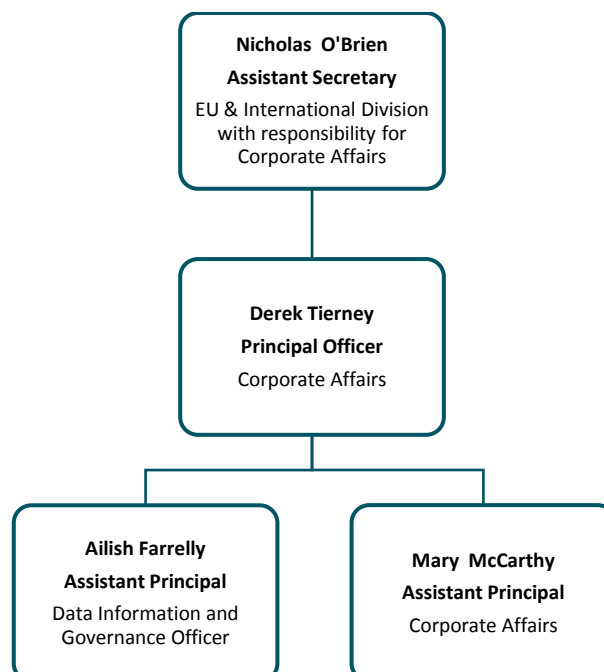 Nicholas  O'Brien
Assistant Secretary
EU & International Division
with responsibility for
Corporate Affairs
Derek Tierney
Principal Officer
Corporate Affairs
Ailish Farrelly
Assistant Principal
Data Information and
Governance Officer
Mary  McCarthy
Assistant Principal
Corporate Affairs